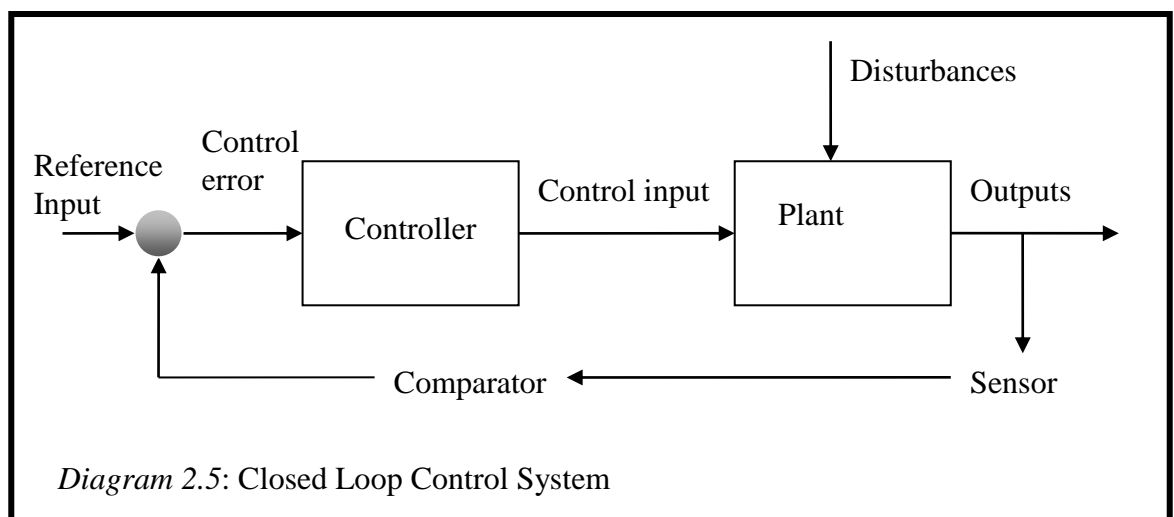 Disturbances
Control
error
Reference
Input
Control input
Outputs
Controller
Plant
Comparator
Sensor
Diagram 2.5: Closed Loop Control System